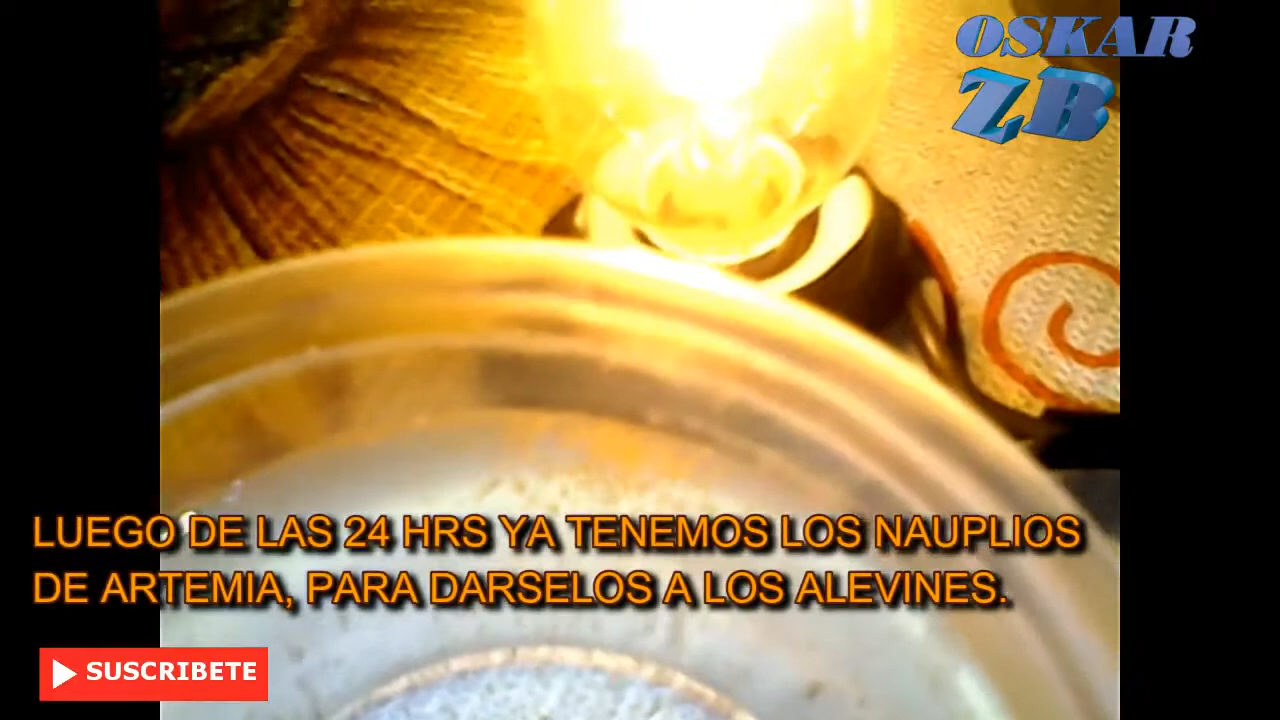 OSKAR
ZB
LUEGO DE LAS 24 HRS YA TENEMOS LOS NAUPLIOS
DE ARTEMIA, PARA DARSELOS A LOS ALEVINES.
SUSCRIBETE